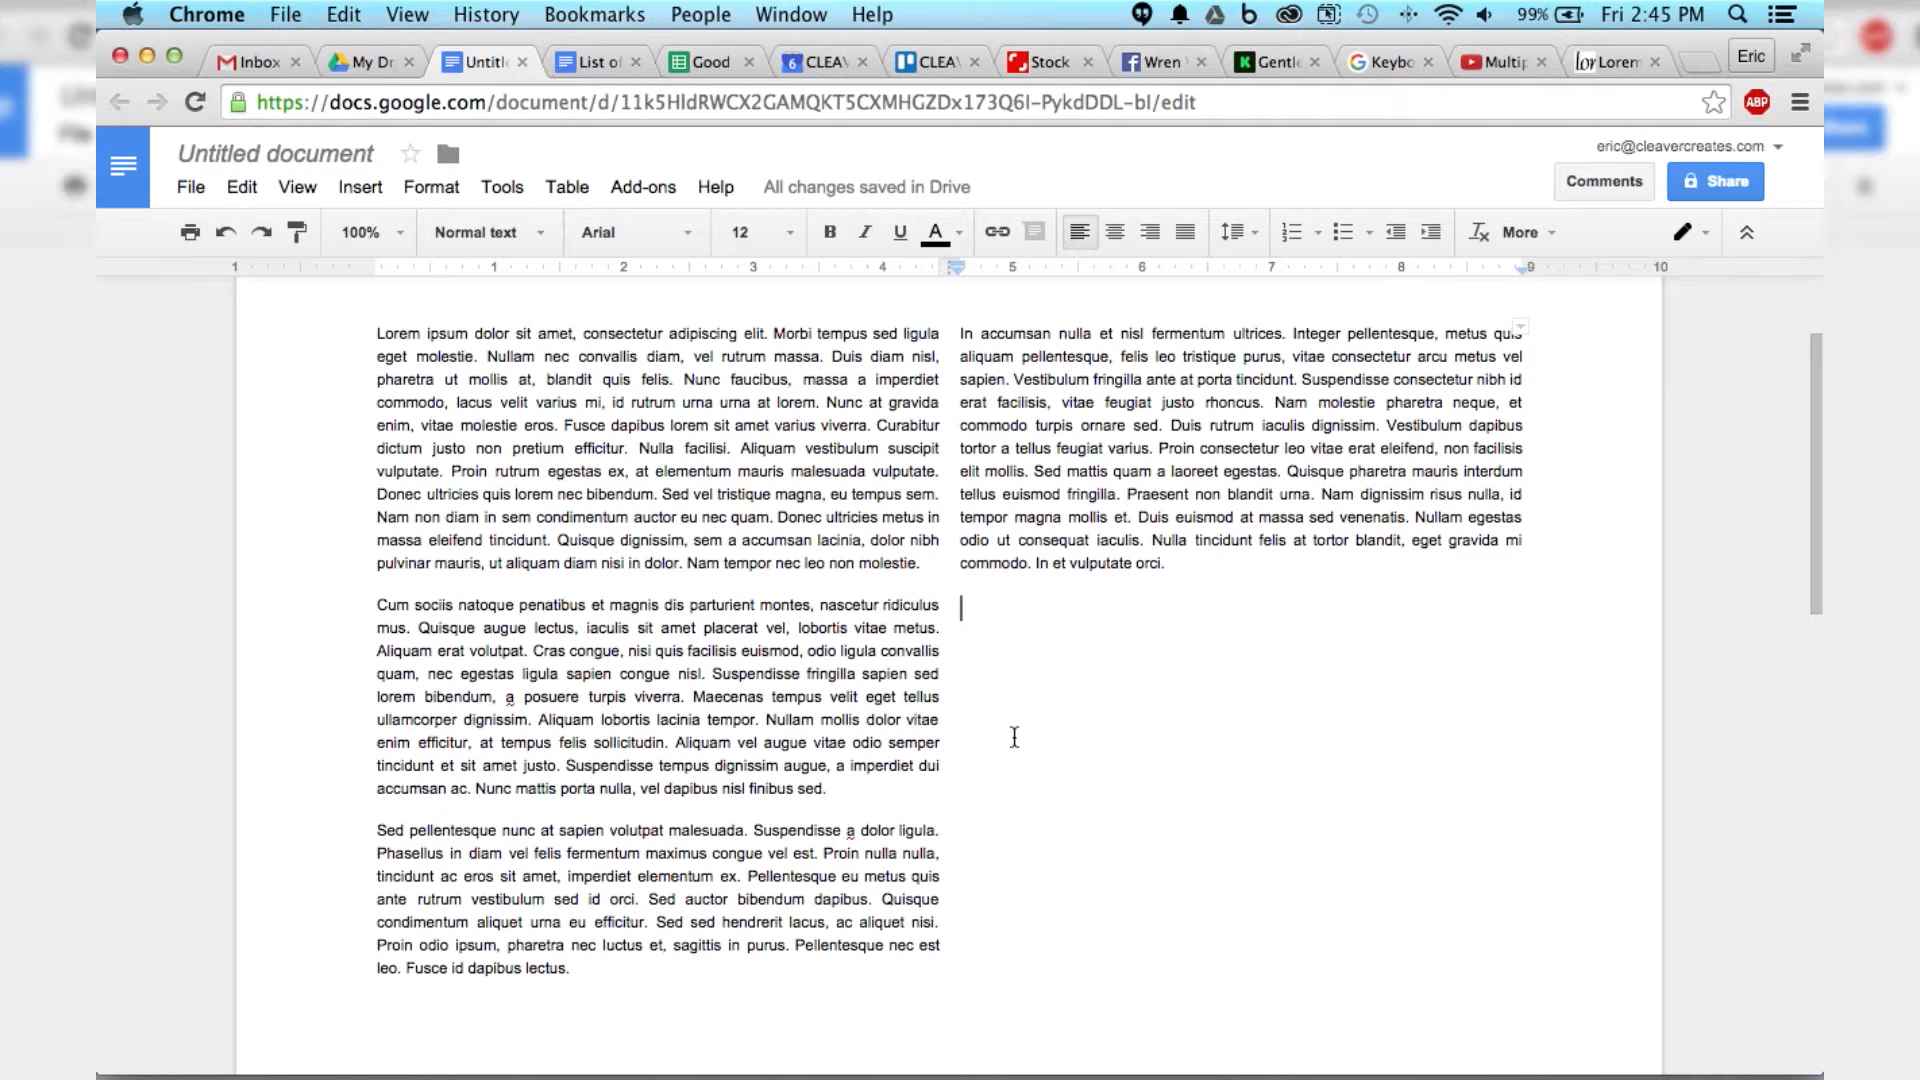 Chrome File Edit View History Bookmarks People Window Help 99% Fri 2:45 PM
Inbox My Dr Untitl List of Good 6 CLEAV CLEAV Stock Wren Gentle Keybo Multip Lorem Eric
https://docs.google.com/document/d/11k5HldRWCX2GAMQKT5CXMHGZDx173Q6I-PykdDDL-bI/edit ABP
Untitled document eric@cleavercreates.com
File Edit View Insert Format Tools Table Add-ons Help All changes saved in Drive Comments Share
100% Normal text Arial 12 B I U A More
1 1 2 3 4 5 6 7 8 9 10
Lorem ipsum dolor sit amet, consectetur adipiscing elit. Morbi tempus sed ligula
eget molestie. Nullam nec convallis diam, vel rutrum massa. Duis diam nisl,
pharetra ut mollis at, blandit quis felis. Nunc faucibus, massa a imperdiet
commodo, lacus velit varius mi, id rutrum urna urna at lorem. Nunc at gravida
enim, vitae molestie eros. Fusce dapibus lorem sit amet varius viverra. Curabitur
dictum justo non pretium efficitur. Nulla facilisi. Aliquam vestibulum suscipit
vulputate. Proin rutrum egestas ex, at elementum mauris malesuada vulputate.
Donec ultricies quis lorem nec bibendum. Sed vel tristique magna, eu tempus sem.
Nam non diam in sem condimentum auctor eu nec quam. Donec ultricies metus in
massa eleifend tincidunt. Quisque dignissim, sem a accumsan lacinia, dolor nibh
pulvinar mauris, ut aliquam diam nisi in dolor. Nam tempor nec leo non molestie.
Cum sociis natoque penatibus et magnis dis parturient montes, nascetur ridiculus
mus. Quisque augue lectus, iaculis sit amet placerat vel, lobortis vitae metus.
Aliquam erat volutpat. Cras congue, nisi quis facilisis euismod, odio ligula convallis
quam, nec egestas ligula sapien congue nisl. Suspendisse fringilla sapien sed
lorem bibendum, a posuere turpis viverra. Maecenas tempus velit eget tellus
ullamcorper dignissim. Aliquam lobortis lacinia tempor. Nullam mollis dolor vitae
enim efficitur, at tempus felis sollicitudin. Aliquam vel augue vitae odio semper
tincidunt et sit amet justo. Suspendisse tempus dignissim augue, a imperdiet dui
accumsan ac. Nunc mattis porta nulla, vel dapibus nisl finibus sed.
Sed pellentesque nunc at sapien volutpat malesuada. Suspendisse a dolor ligula.
Phasellus in diam vel felis fermentum maximus congue vel est. Proin nulla nulla,
tincidunt ac eros sit amet, imperdiet elementum ex. Pellentesque eu metus quis
ante rutrum vestibulum sed id orci. Sed auctor bibendum dapibus. Quisque
condimentum aliquet urna eu efficitur. Sed sed hendrerit lacus, ac aliquet nisi.
Proin odio ipsum, pharetra nec luctus et, sagittis in purus. Pellentesque nec est
leo. Fusce id dapibus lectus.
In accumsan nulla et nisl fermentum ultrices. Integer pellentesque, metus quis
aliquam pellentesque, felis leo tristique purus, vitae consectetur arcu metus vel
sapien. Vestibulum fringilla ante at porta tincidunt. Suspendisse consectetur nibh id
erat facilisis, vitae feugiat justo rhoncus. Nam molestie pharetra neque, et
commodo turpis ornare sed. Duis rutrum iaculis dignissim. Vestibulum dapibus
tortor a tellus feugiat varius. Proin consectetur leo vitae erat eleifend, non facilisis
elit mollis. Sed mattis quam a laoreet egestas. Quisque pharetra mauris interdum
tellus euismod fringilla. Praesent non blandit urna. Nam dignissim risus nulla, id
tempor magna mollis et. Duis euismod at massa sed venenatis. Nullam egestas
odio ut consequat iaculis. Nulla tincidunt felis at tortor blandit, eget gravida mi
commodo. In et vulputate orci.